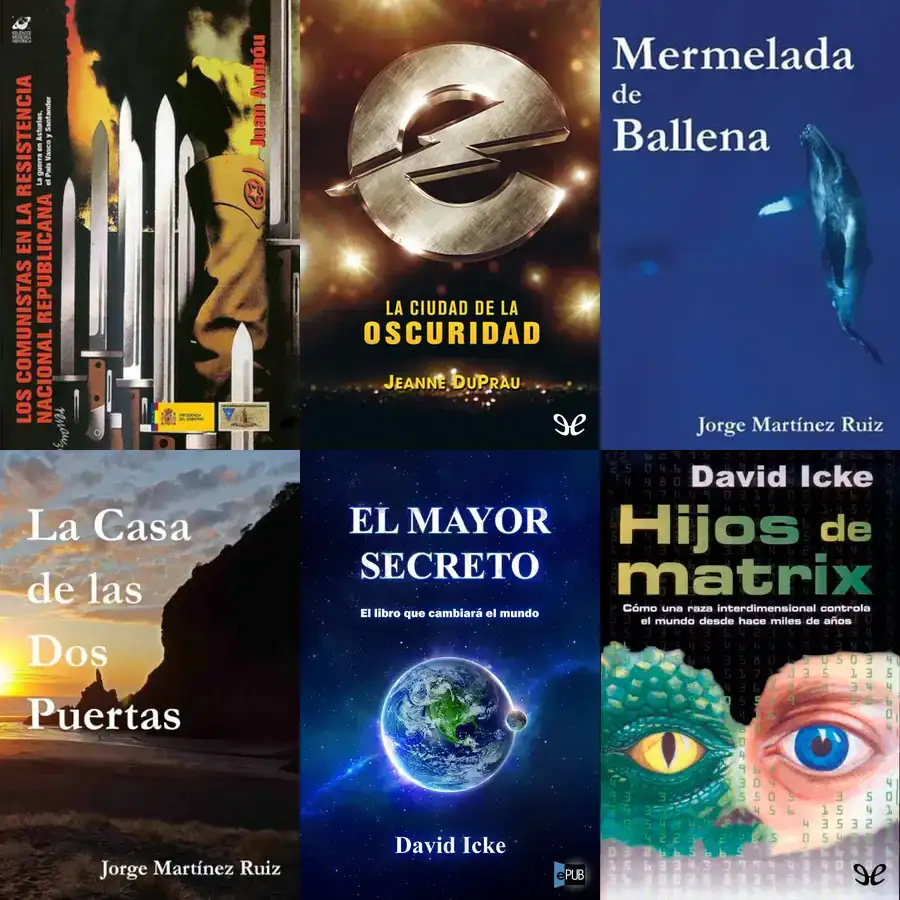 LOS COMUNISTAS EN LA RESISTENCIA
NACIONAL REPUBLICANA
La guerra en Asturias,
el País Vasco y Santander
Juan Ambóu
LA CIUDAD DE LA
OSCURIDAD
JEANNE DUPRAU
Mermelada
de
Ballena
Jorge Martínez Ruiz
La Casa
de las
Dos
Puertas
Jorge Martínez Ruiz
EL MAYOR
SECRETO
El libro que cambiará el mundo
David Icke
ePUB
David Icke
Hijos de
matrix
Cómo una raza interdimensional controla
el mundo desde hace miles de años